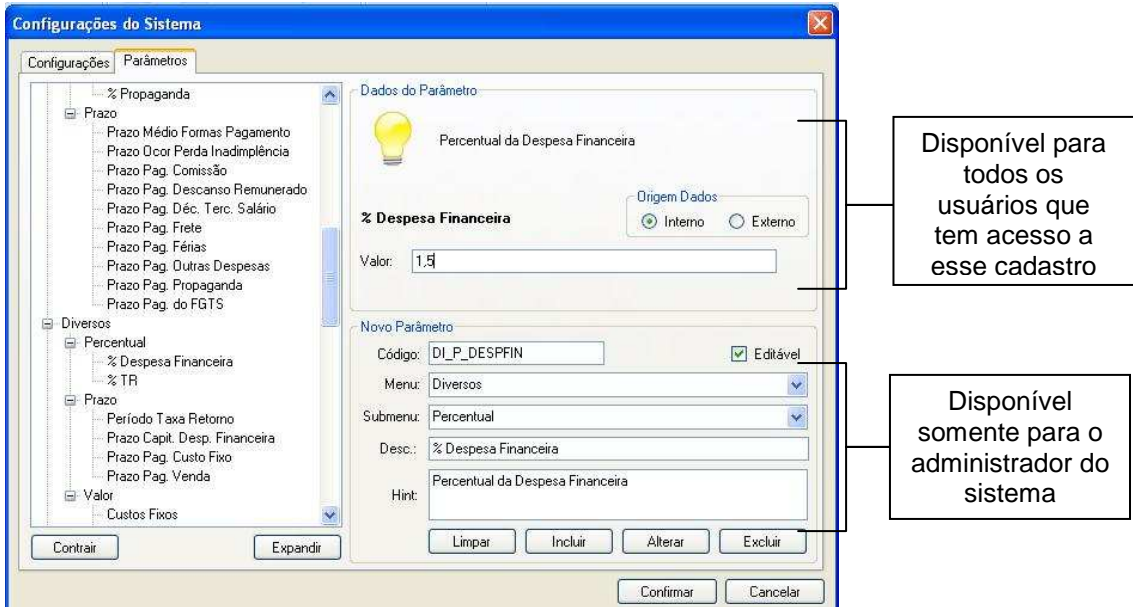 Configurações do Sistema
Configurações
Parâmetros
% Propaganda
Prazo
Prazo Médio Formas Pagamento
Prazo Ocor Perda Inadimplência
Prazo Pag. Comissão
Prazo Pag. Descanso Remunerado
Prazo Pag. Déc. Terc. Salário
Prazo Pag. Frete
Prazo Pag. Férias
Prazo Pag. Outras Despesas
Prazo Pag. Propaganda
Prazo Pag. do FGTS
Diversos
Percentual
% Despesa Financeira
% TR
Prazo
Período Taxa Retorno
Prazo Capit. Desp. Financeira
Prazo Pag. Custo Fixo
Prazo Pag. Venda
Valor
Custos Fixos
Contrair
Expandir
Dados do Parâmetro
Percentual da Despesa Financeira
% Despesa Financeira
Origem Dados
Interno
Externo
Valor: 1,5
Novo Parâmetro
Código: DI_P_DESPFIN
Editável
Menu: Diversos
Submenu: Percentual
Desc.: % Despesa Financeira
Hint: Percentual da Despesa Financeira
Limpar
Incluir
Alterar
Excluir
Confirmar
Cancelar
Disponível para
todos os
usuários que
tem acesso a
esse cadastro
Disponível
somente para o
administrador do
sistema